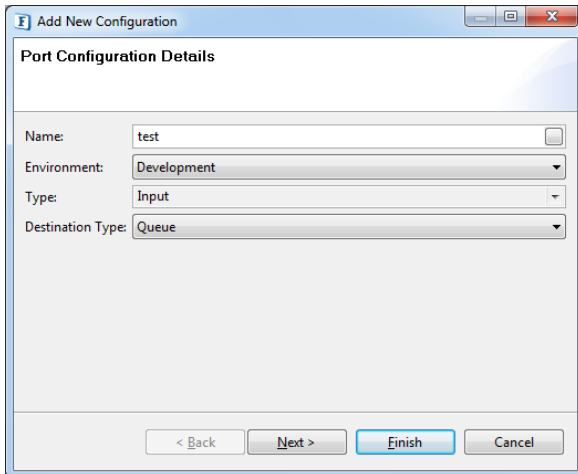 Add New Configuration
Port Configuration Details
Name: test
Environment: Development
Type: Input
Destination Type: Queue
< Back Next > Finish Cancel